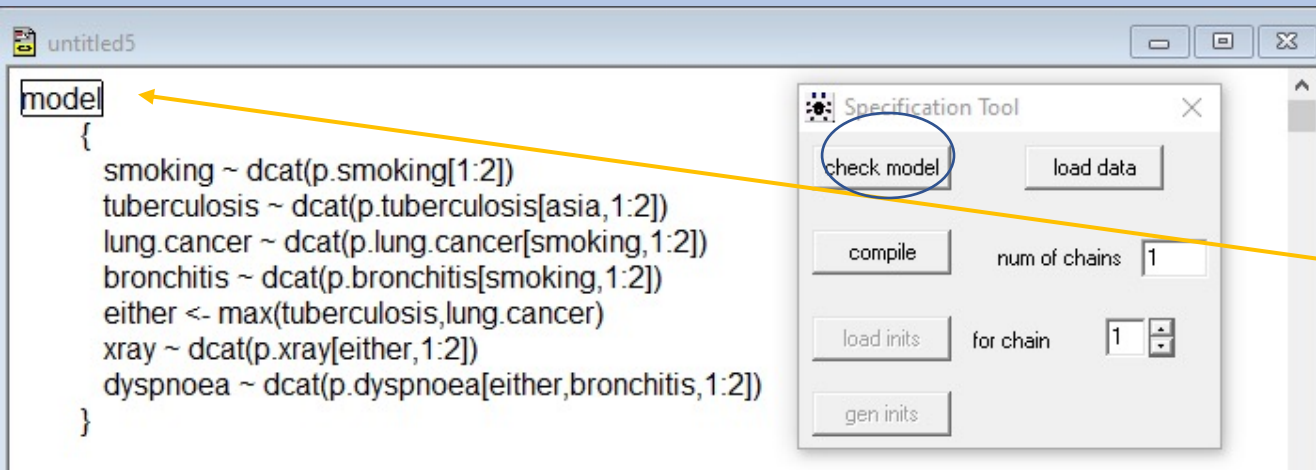 untitled5
model
{
smoking ~ dcat(p.smoking[1:2])
tuberculosis ~ dcat(p.tuberculosis[asia,1:2])
lung.cancer ~ dcat(p.lung.cancer[smoking,1:2])
bronchitis ~ dcat(p.bronchitis[smoking,1:2])
either <- max(tuberculosis,lung.cancer)
xray ~ dcat(p.xray[either,1:2])
dyspnoea ~ dcat(p.dyspnoea[either,bronchitis,1:2])
}
Specification Tool
check model load data
compile num of chains 1
load inits for chain 1
gen inits